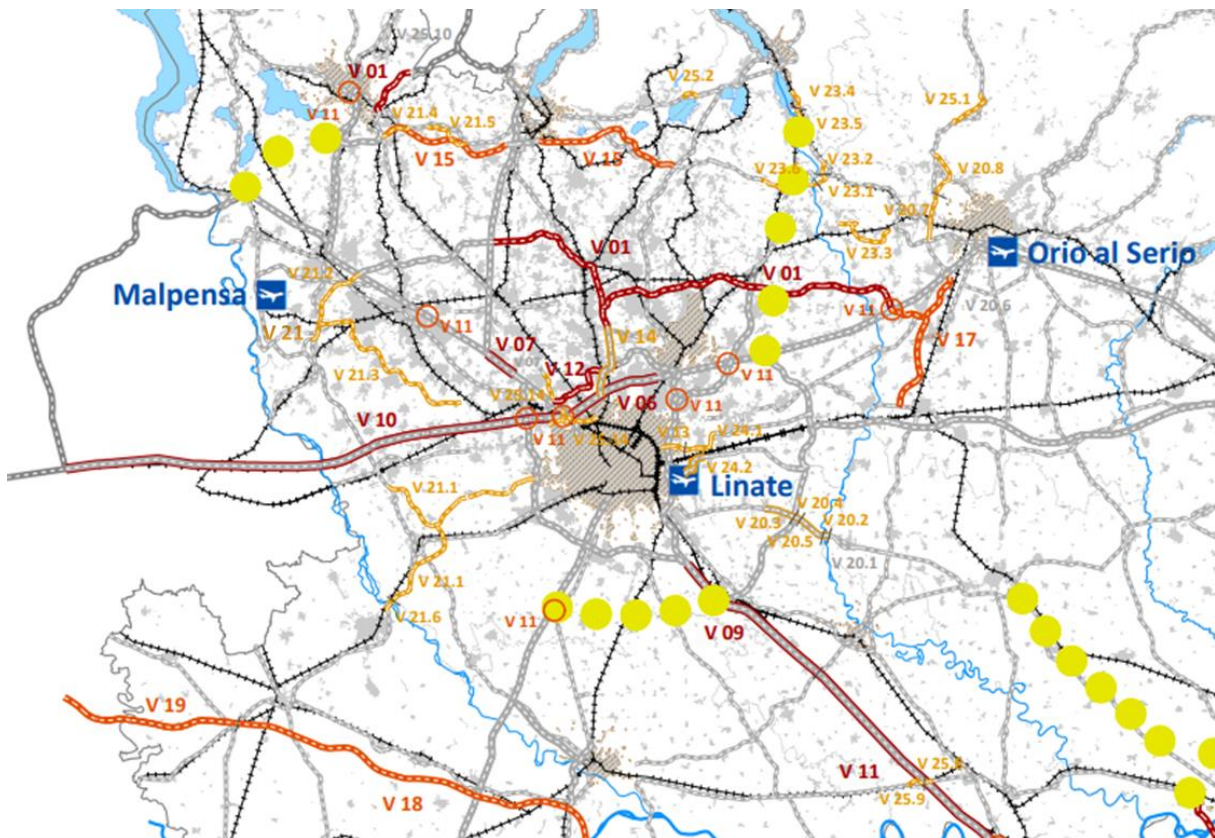 V 25.10
V 01
V 11
V 21.4
V 21.5
V 15
V 15
V 25.2
V 23.4
V 23.5
V 25.1
V 23.2
V 23.6
V 23.1
V 20.8
V 23.3
Orio al Serio
V 01
V 01
V 21.2
Malpensa
V 11
V 11
V 20.6
V 21
V 07
V 14
V 17
V 12
V 11
V 21.3
V 06
V 11
V 10
V 11
V 13
V 24.1
V 24.2
Linate
V 21.1
V 20.4
V 20.3
V 20.2
V 20.5
V 20.1
V 21.1
V 21.6
V 11
V 09
V 19
V 11
V 25.9
V 18